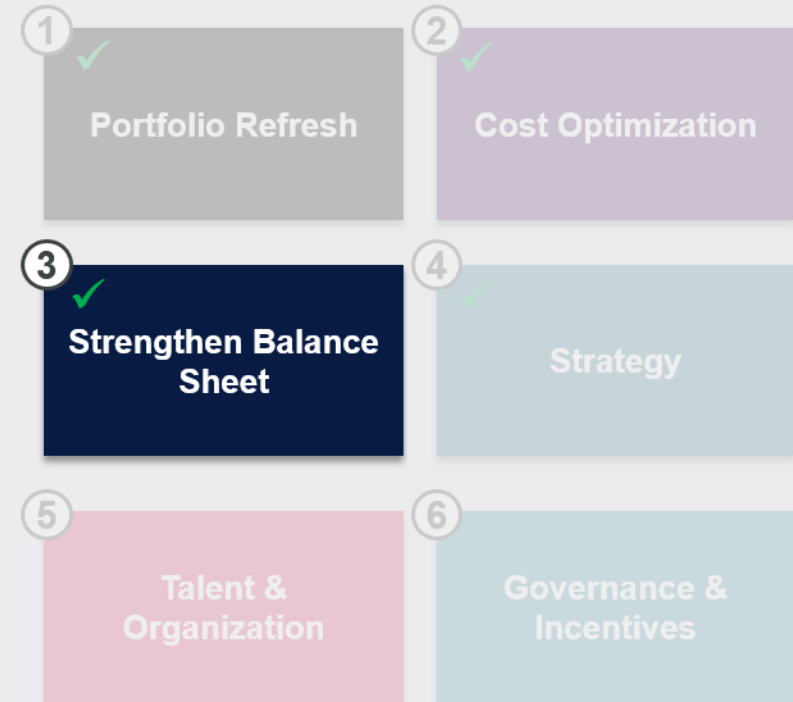 1
Portfolio Refresh
2
Cost Optimization
3
Strengthen Balance
Sheet
4
Strategy
5
Talent &
Organization
6
Governance &
Incentives